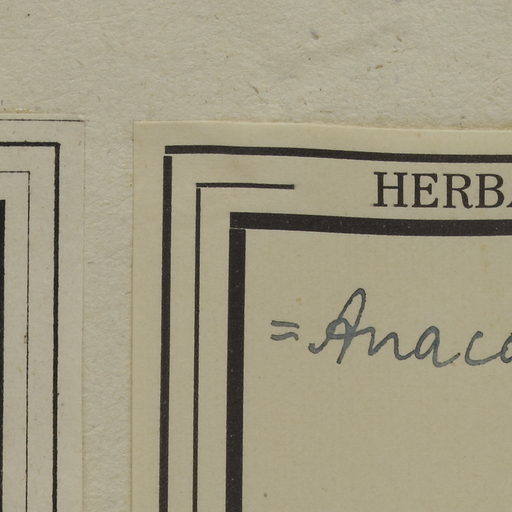 HERBA
= Anaca